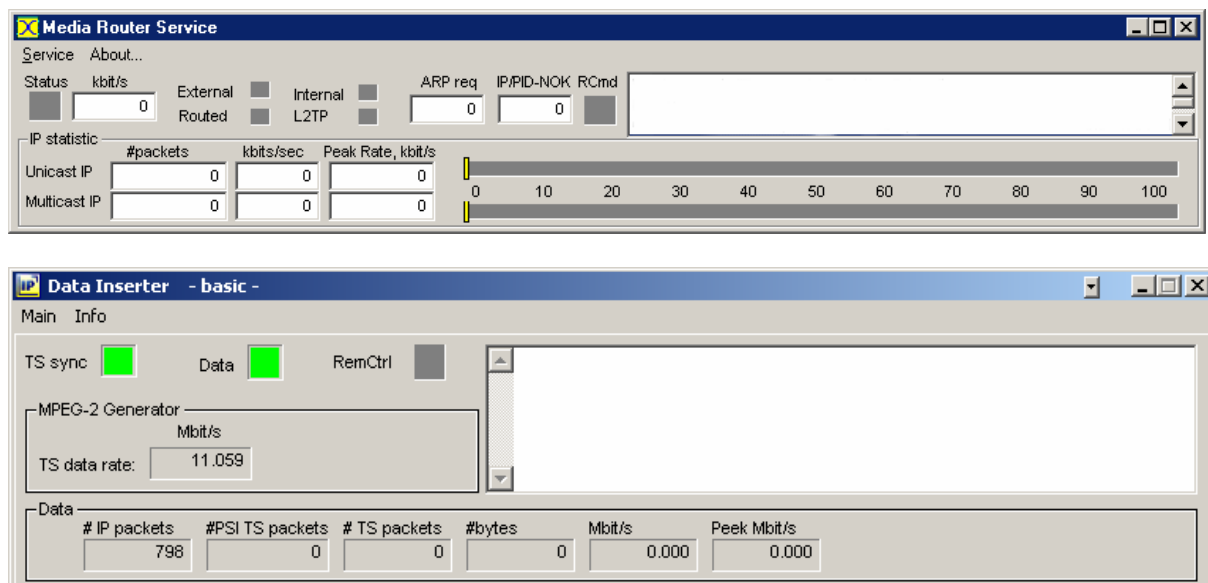 Media Router Service
Service About...
Status kbit/s External Internal ARP req IP/PID-NOK RCmd
0 Routed L2TP 0 0
IP statistic
#packets kbits/sec Peak Rate, kbit/s
Unicast IP 0 0 0
0 10 20 30 40 50 60 70 80 90 100
Multicast IP 0 0 0
IP Data Inserter - basic -
Main Info
TS sync Data RemCtrl
MPEG-2 Generator
Mbit/s
TS data rate: 11.059
Data
# IP packets #PSI TS packets # TS packets #bytes Mbit/s Peek Mbit/s
798 0 0 0 0.000 0.000